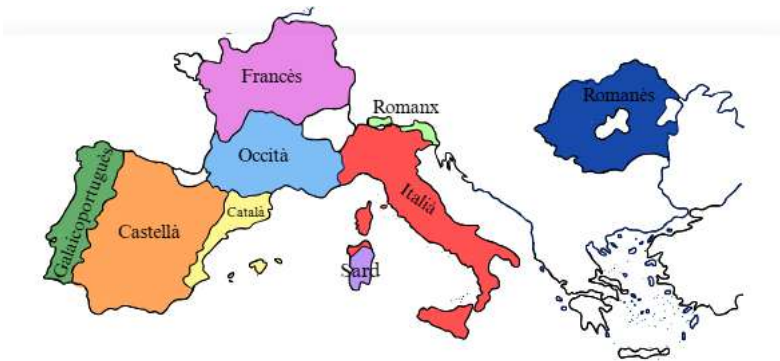 Francès
Romanx
Romanès
Occità
Galaicoportuguès
Italià
Català
Castellà
Sard